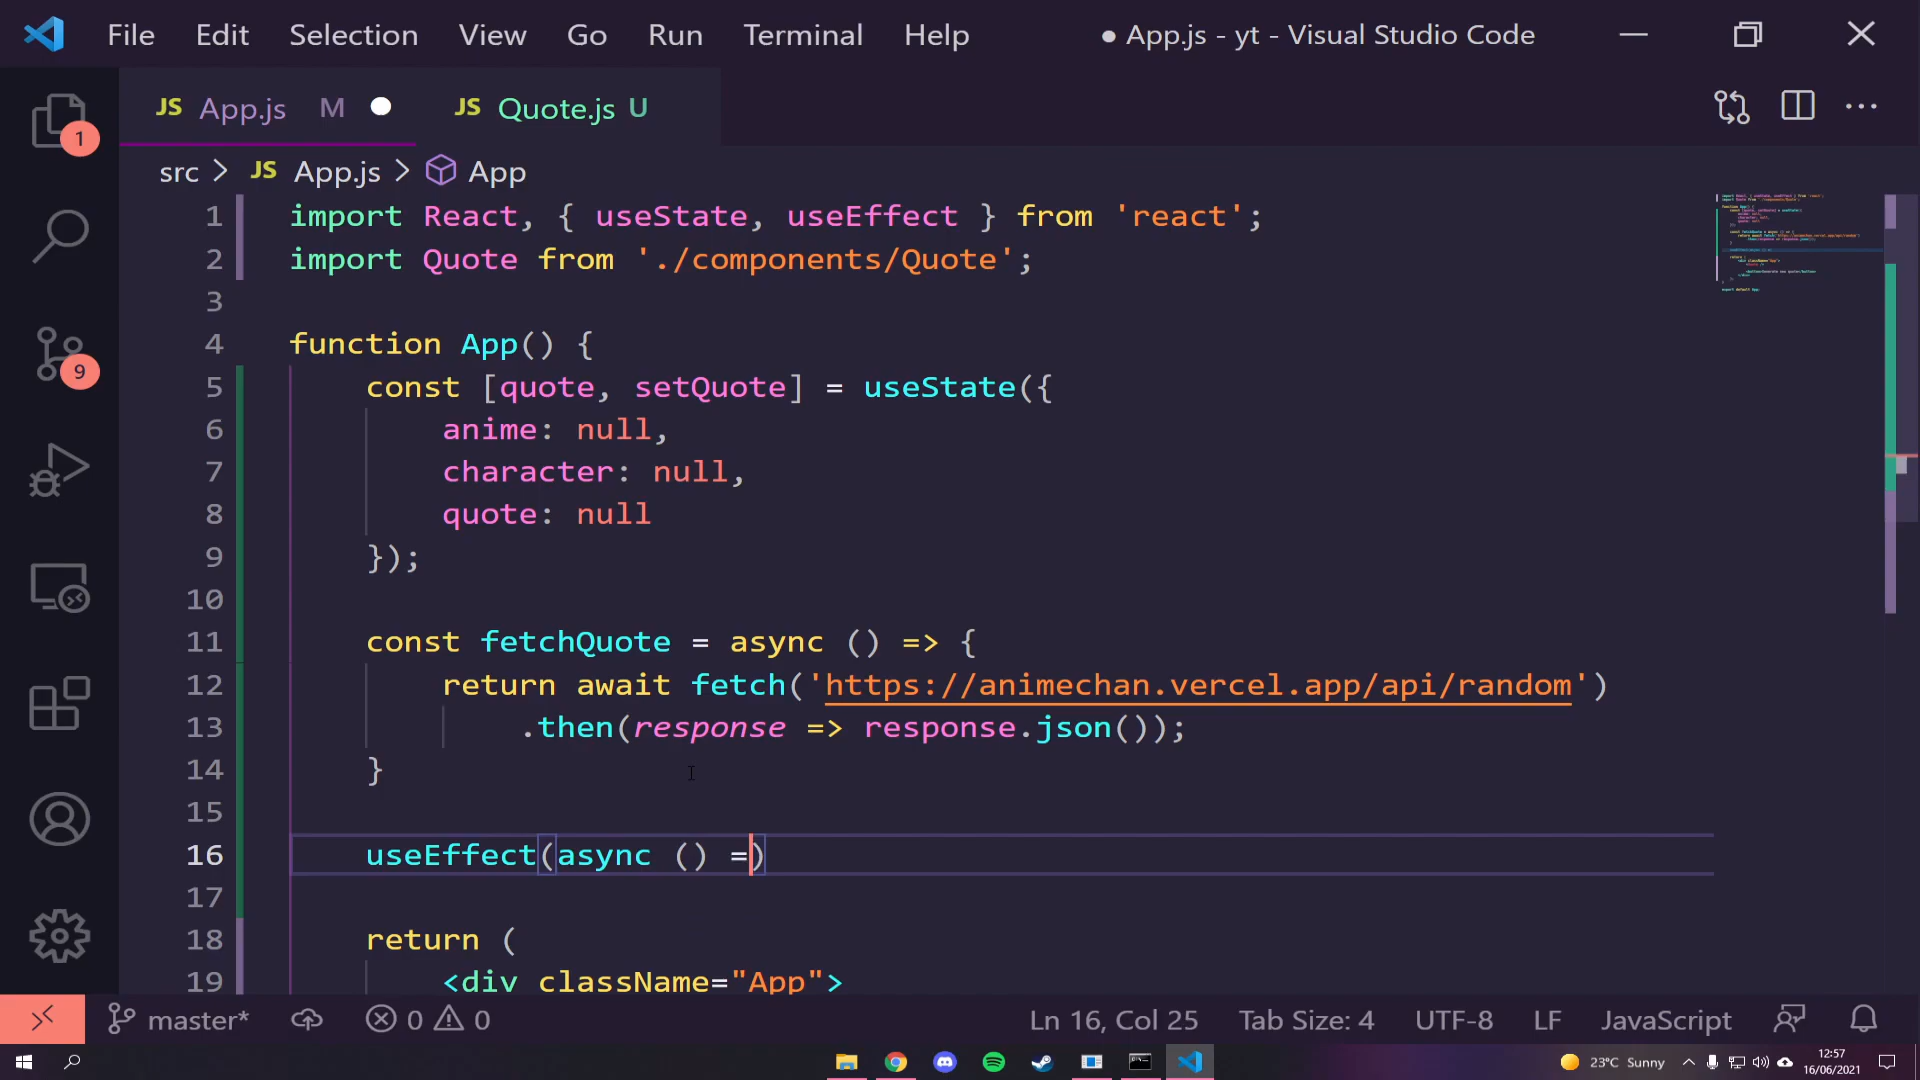 File Edit Selection View Go Run Terminal Help ● App.js - yt - Visual Studio Code
JS App.js M JS Quote.js U
src > JS App.js > App
1 import React, { useState, useEffect } from 'react';
2 import Quote from './components/Quote';
3
4 function App() {
5 const [quote, setQuote] = useState({
6 anime: null,
7 character: null,
8 quote: null
9 });
10
11 const fetchQuote = async () => {
12 return await fetch('https://animechan.vercel.app/api/random')
13 .then(response => response.json());
14 }
15
16 useEffect(async () =)
17
18 return (
19 <div className="App">
1
9
master* 0 0 Ln 16, Col 25 Tab Size: 4 UTF-8 LF JavaScript
23°C Sunny 12:57
16/06/2021